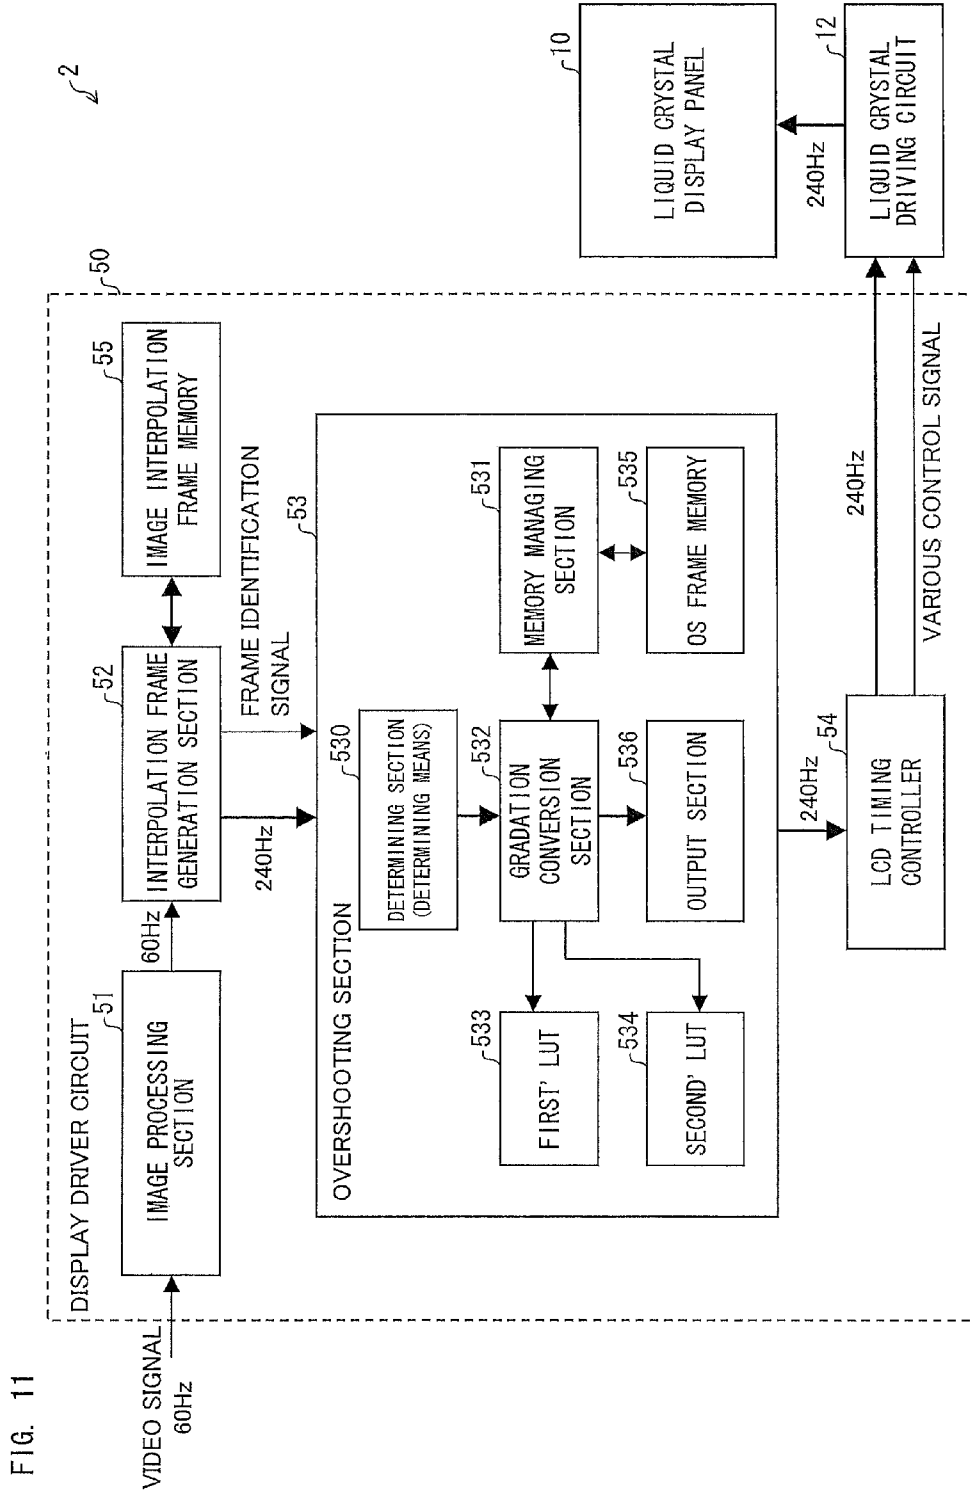 FIG. 11
2
VIDEO SIGNAL
60Hz
DISPLAY DRIVER CIRCUIT
50
51
IMAGE PROCESSING
SECTION
60Hz
52
INTERPOLATION FRAME
GENERATION SECTION
55
IMAGE INTERPOLATION
FRAME MEMORY
240Hz
FRAME IDENTIFICATION
SIGNAL
OVERSHOOTING SECTION
53
530
DETERMINING SECTION
(DETERMINING MEANS)
533
FIRST' LUT
532
GRADATION
CONVERSION
SECTION
531
MEMORY MANAGING
SECTION
534
SECOND' LUT
536
OUTPUT SECTION
535
OS FRAME MEMORY
240Hz
54
LCD TIMING
CONTROLLER
240Hz
VARIOUS CONTROL SIGNAL
10
LIQUID CRYSTAL
DISPLAY PANEL
240Hz
12
LIQUID CRYSTAL
DRIVING CIRCUIT